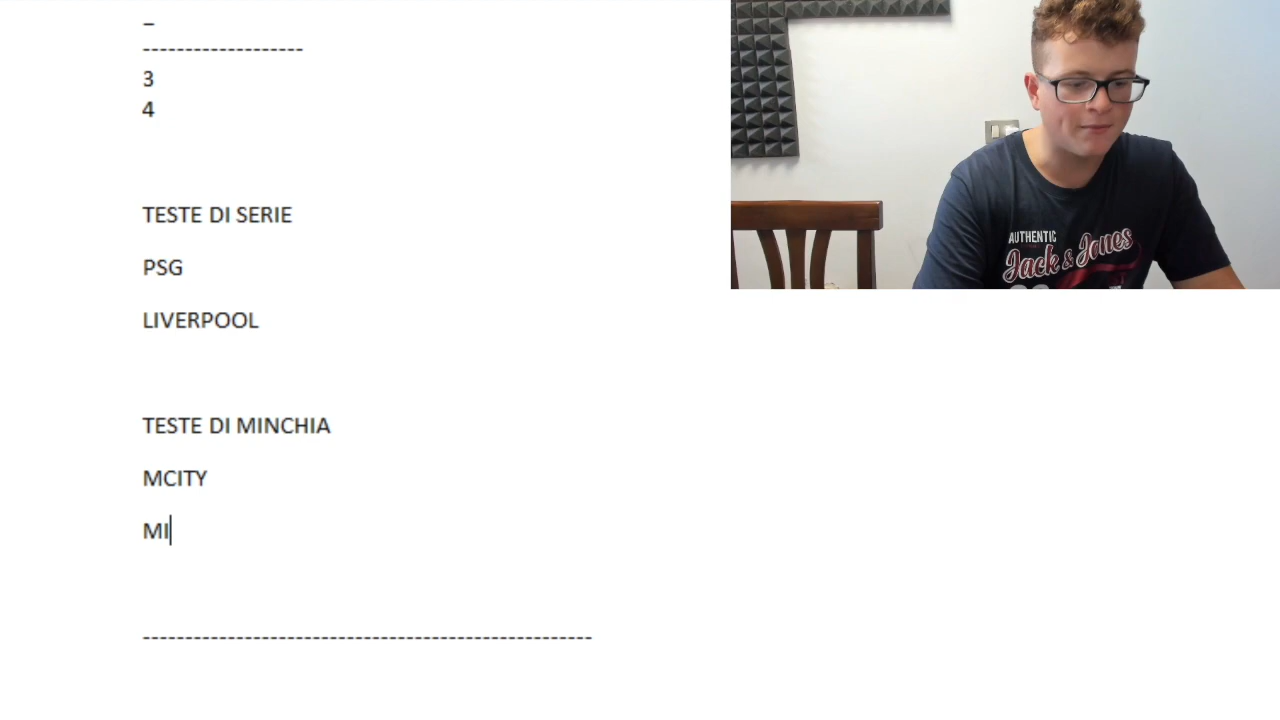 -------------------
3
4
TESTE DI SERIE
PSG
LIVERPOOL
TESTE DI MINCHIA
MCITY
MI
-----------------------------------------------------
AUTHENTIC
Jack & Jones